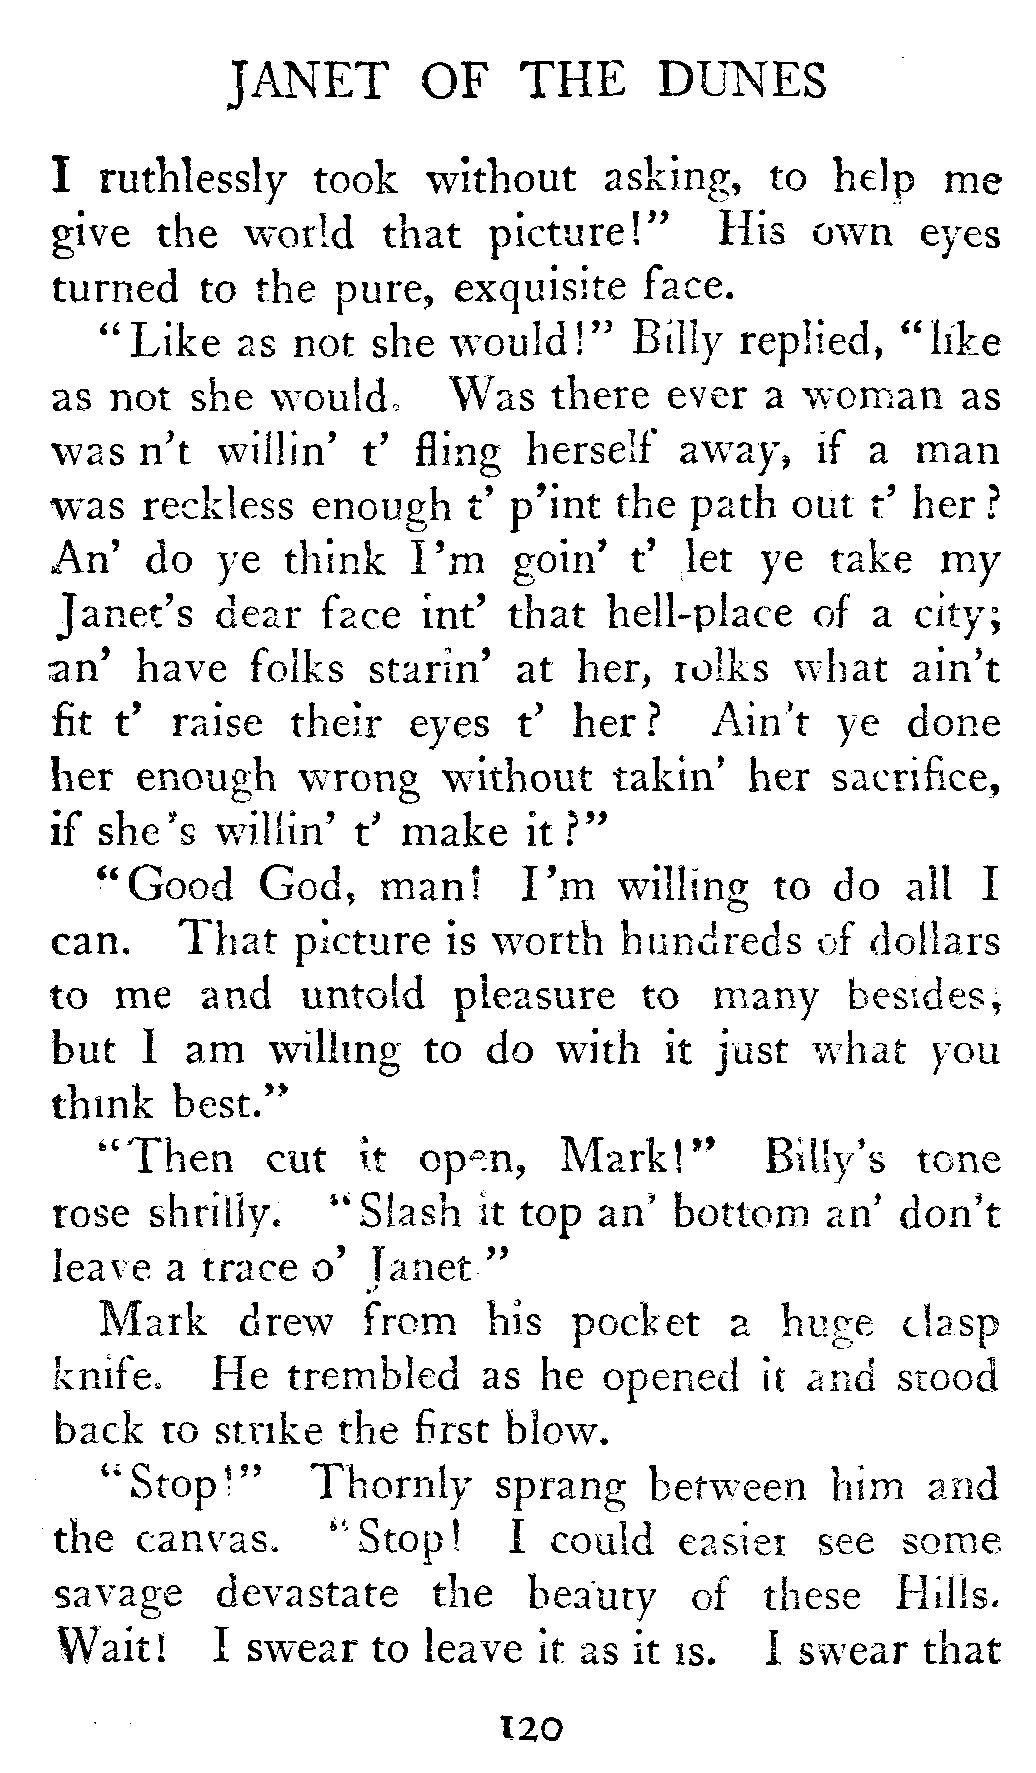 JANET OF THE DUNES
I ruthlessly took without asking, to help me
give the world that picture!” His own eyes
turned to the pure, exquisite face.
“Like as not she would!” Billy replied, “like
as not she would. Was there ever a woman as
was n’t willin’ t’ fling herself away, if a man
was reckless enough t’ p’int the path out t’ her?
An’ do ye think I’m goin’ t’ let ye take my
Janet’s dear face int’ that hell-place of a city;
an’ have folks starin’ at her, folks what ain’t
fit t’ raise their eyes t’ her? Ain’t ye done
her enough wrong without takin’ her sacrifice,
if she’s willin’ t’ make it?”
“Good God, man! I’m willing to do all I
can. That picture is worth hundreds of dollars
to me and untold pleasure to many besides,
but I am willing to do with it just what you
think best.”
“Then cut it open, Mark!” Billy’s tone
rose shrilly. “Slash it top an’ bottom an’ don’t
leave a trace o’ Janet”
Mark drew from his pocket a huge clasp
knife. He trembled as he opened it and stood
back to strike the first blow.
“Stop!” Thornly sprang between him and
the canvas. “Stop! I could easier see some
savage devastate the beauty of these Hills.
Wait! I swear to leave it as it is. I swear that
120